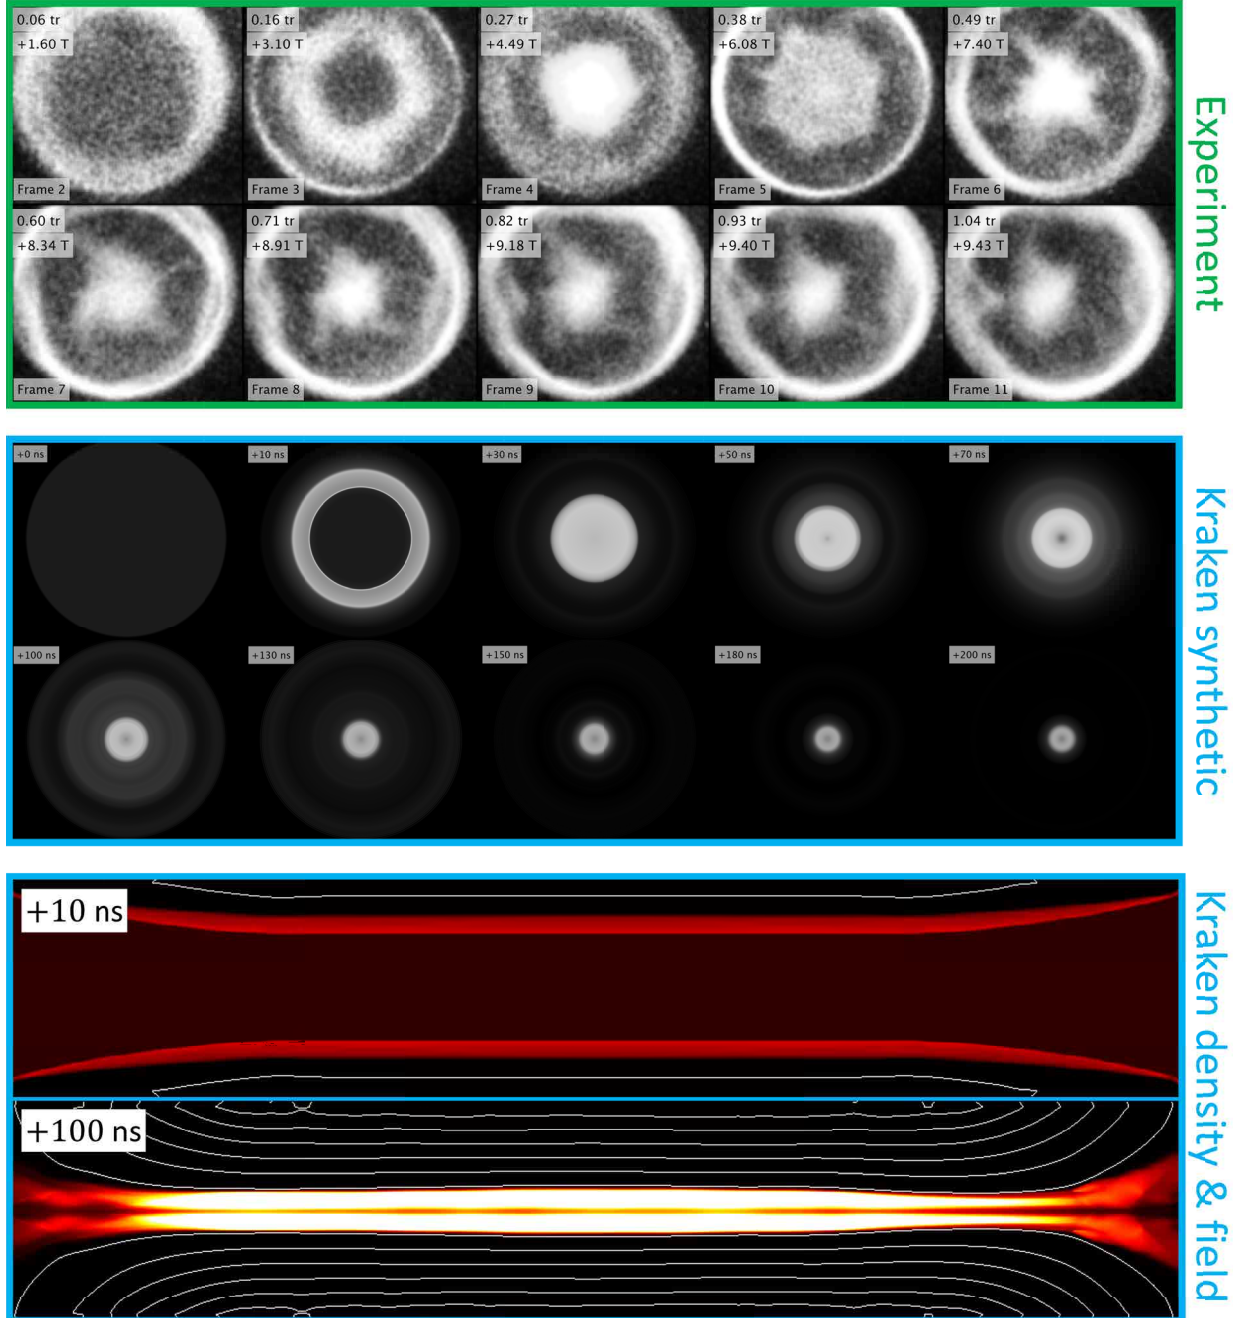 0.06 tr
+1.60 T
Frame 2
0.16 tr
+3.10 T
Frame 3
0.27 tr
+4.49 T
Frame 4
0.38 tr
+6.08 T
Frame 5
0.49 tr
+7.40 T
Frame 6
0.60 tr
+8.34 T
Frame 7
0.71 tr
+8.91 T
Frame 8
0.82 tr
+9.18 T
Frame 9
0.93 tr
+9.40 T
Frame 10
1.04 tr
+9.43 T
Frame 11
Experiment
+0 ns
+10 ns
+30 ns
+50 ns
+70 ns
+100 ns
+130 ns
+150 ns
+180 ns
+200 ns
Kraken synthetic
+10 ns
+100 ns
Kraken density & field